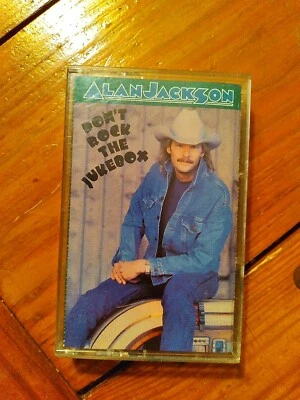 ALAN JACKSON
DON'T
ROCK
THE
JUKEBOX